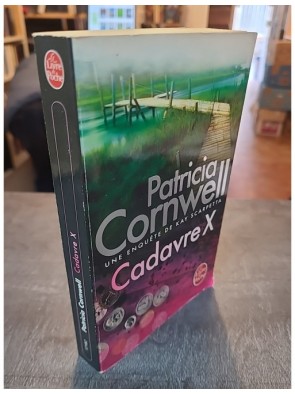 Patricia
Cornwell
UNE ENQUÊTE DE KAY SCARPETTA
Cadavre X
Patricia Cornwell Cadavre X
Le Livre
de Poche